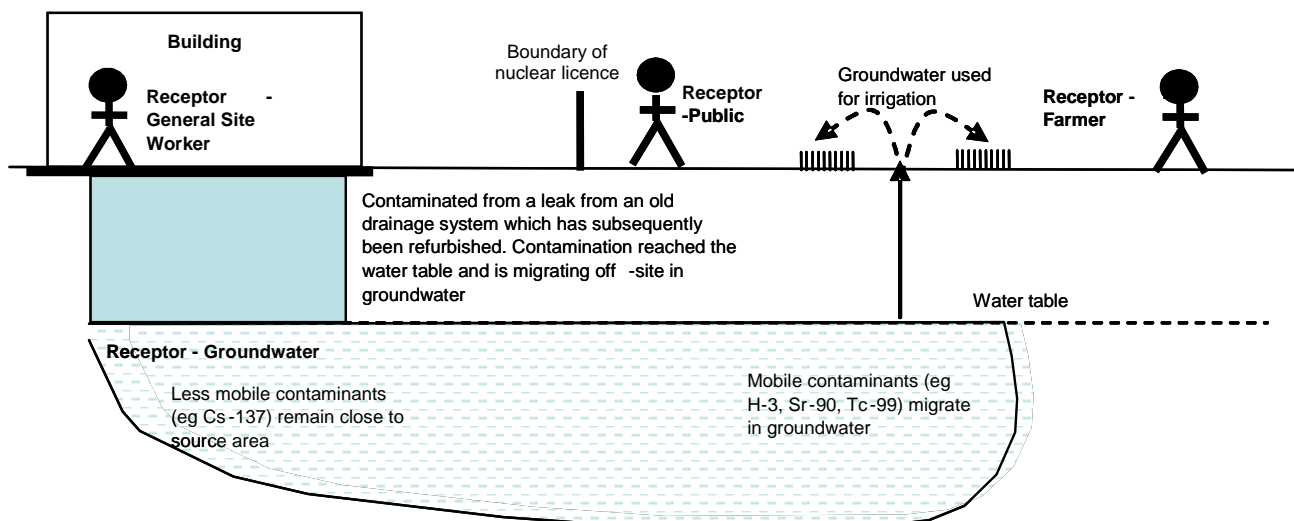 Building
Receptor -
General Site
Worker
Boundary of
nuclear licence
Receptor
-Public
Groundwater used
for irrigation
Receptor -
Farmer
Contaminated from a leak from an old
drainage system which has subsequently
been refurbished. Contamination reached the
water table and is migrating off -site in
groundwater
Water table
Receptor - Groundwater
Less mobile contaminants
(eg Cs-137) remain close to
source area
Mobile contaminants (eg
H-3, Sr-90, Tc-99) migrate
in groundwater